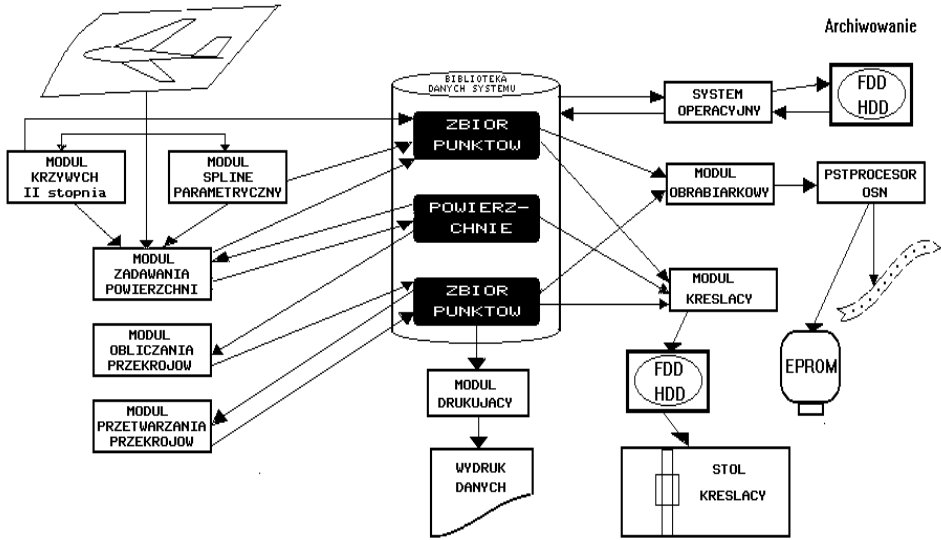 Archiwowanie
BIBLIOTEKA
DANYCH SYSTEMU
SYSTEM
OPERACYJNY
FDD
HDD
ZBIOR
PUNKTOW
MODUL
KRZYWYCH
II stopnia
MODUL
SPLINE
PARAMETRYCZNY
MODUL
OBRABIARKOWY
PSTPROCESOR
OSN
POWIERZ-
CHNIE
MODUL
ZADAWANIA
POWIERZCHNI
ZBIOR
PUNKTOW
MODUL
KRESLACY
MODUL
OBLICZANIA
PRZEKROJOW
FDD
HDD
EPROM
MODUL
DRUKUJACY
MODUL
PRZETWARZANIA
PRZEKROJOW
WYDRUK
DANYCH
STOL
KRESLACY